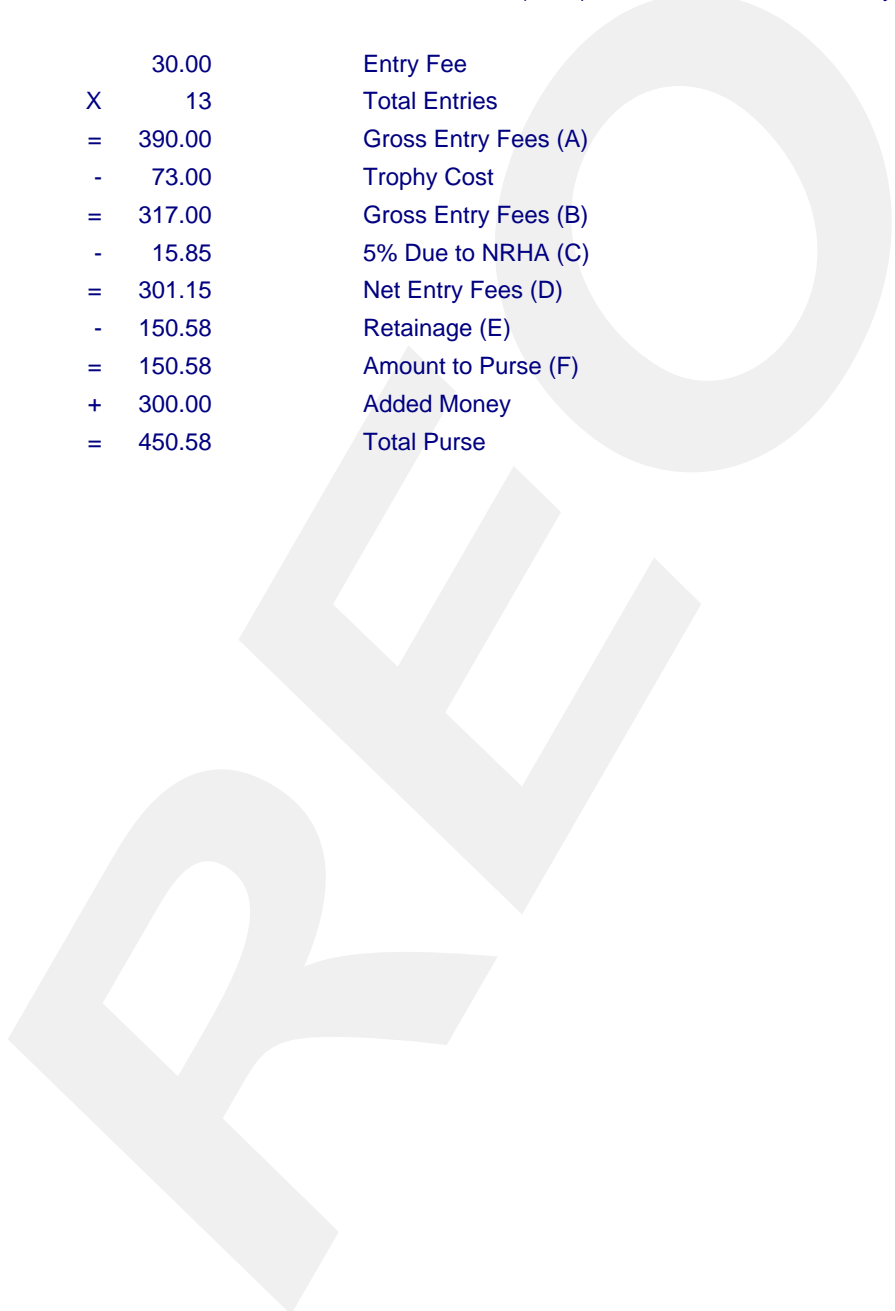 30.00 Entry Fee
X 13 Total Entries
= 390.00 Gross Entry Fees (A)
- 73.00 Trophy Cost
= 317.00 Gross Entry Fees (B)
- 15.85 5% Due to NRHA (C)
= 301.15 Net Entry Fees (D)
- 150.58 Retainage (E)
= 150.58 Amount to Purse (F)
+ 300.00 Added Money
= 450.58 Total Purse
REO